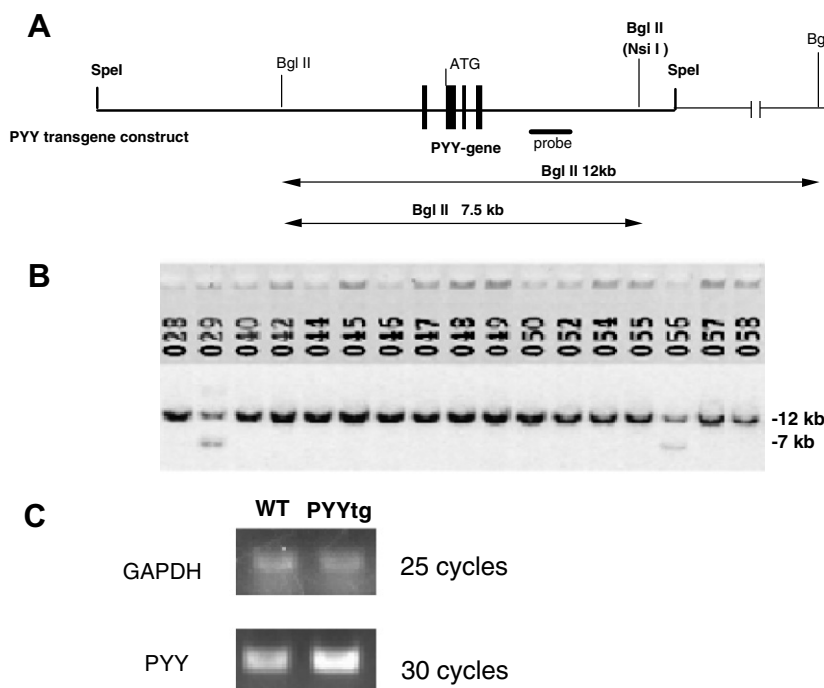 A
SpeI
Bgl II
ATG
Bgl II
(Nsi I )
SpeI
Bg
PYY transgene construct
PYY-gene
probe
Bgl II 12kb
Bgl II 7.5 kb
B
028 029 040 042 044 045 046 047 048 049 050 052 054 055 056 057 058
-12 kb
-7 kb
C
WT PYYtg
GAPDH
25 cycles
PYY
30 cycles